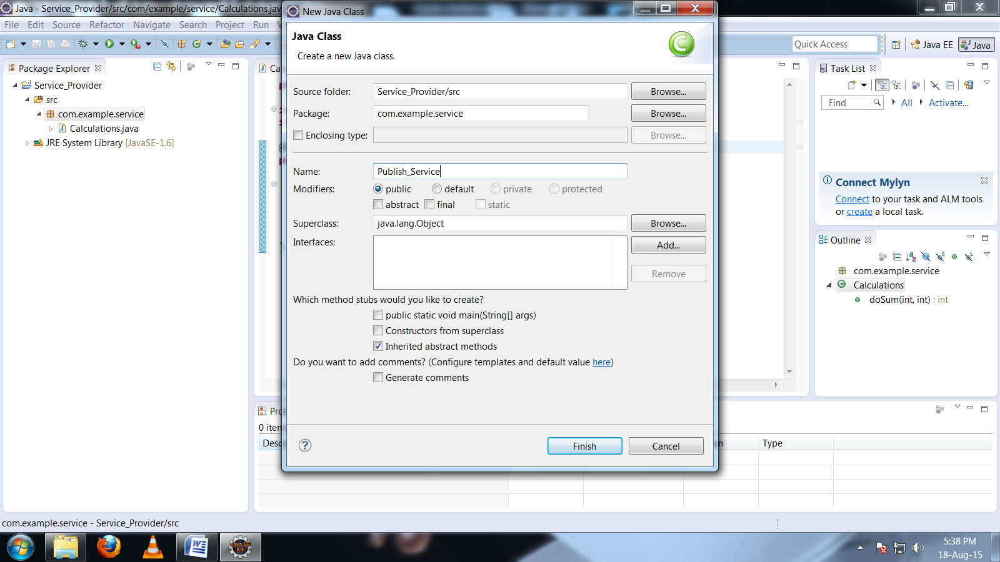 Java - Service_Provider/src/com/example/service/Calculations.jav
New Java Class
File Edit Source Refactor Navigate Search Project Run
Java Class
Create a new Java class.
Quick Access
Java EE
Java
Package Explorer
Service_Provider
src
com.example.service
Calculations.java
JRE System Library [JavaSE-1.6]
Ca
Source folder:
Service_Provider/src
Browse...
Package:
com.example.service
Browse...
Enclosing type:
Browse...
Name:
Publish_Service
Modifiers:
public
default
private
protected
abstract
final
static
Superclass:
java.lang.Object
Browse...
Interfaces:
Add...
Remove
Which method stubs would you like to create?
public static void main(String[] args)
Constructors from superclass
Inherited abstract methods
Do you want to add comments? (Configure templates and default value here)
Generate comments
?
Finish
Cancel
Task List
Find
All
Activate...
Connect Mylyn
Connect to your task and ALM tools
or create a local task.
Outline
com.example.service
Calculations
doSum(int, int) : int
Pro
0 iten
Desc
n
Type
com.example.service - Service_Provider/src
Java EE
IDE
5:38 PM
18-Aug-15